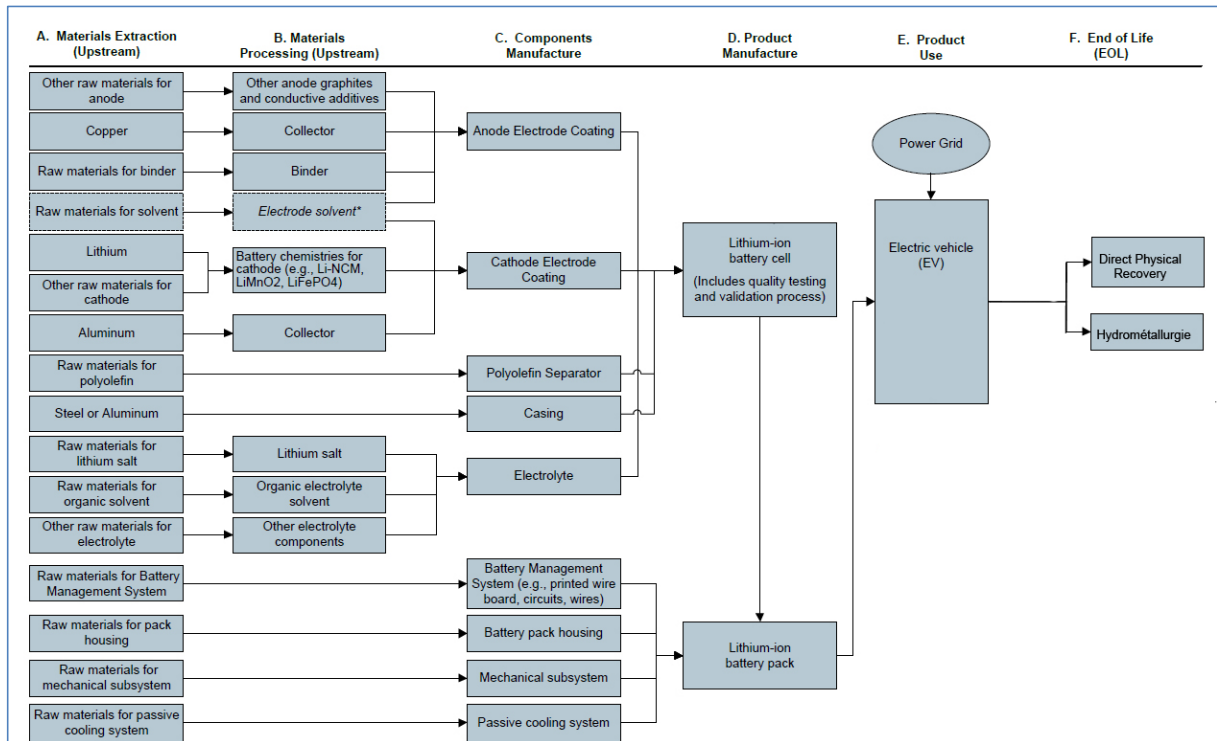 A. Materials Extraction
(Upstream)
B. Materials
Processing (Upstream)
C. Components
Manufacture
D. Product
Manufacture
E. Product
Use
F. End of Life
(EOL)
Other raw materials for
anode
Other anode graphites
and conductive additives
Copper
Collector
Anode Electrode Coating
Raw materials for binder
Binder
Power Grid
Raw materials for solvent
Electrode solvent*
Lithium
Other raw materials for
cathode
Battery chemistries for
cathode (e.g., Li-NCM,
LiMnO2, LiFePO4)
Cathode Electrode
Coating
Lithium-ion
battery cell
(Includes quality testing
and validation process)
Electric vehicle
(EV)
Direct Physical
Recovery
Hydrométallurgie
Aluminum
Collector
Raw materials for
polyolefin
Polyolefin Separator
Steel or Aluminum
Casing
Raw materials for
lithium salt
Lithium salt
Raw materials for
organic solvent
Organic electrolyte
solvent
Electrolyte
Other raw materials for
electrolyte
Other electrolyte
components
Raw materials for Battery
Management System
Battery Management
System (e.g., printed wire
board, circuits, wires)
Raw materials for pack
housing
Battery pack housing
Lithium-ion
battery pack
Raw materials for
mechanical subsystem
Mechanical subsystem
Raw materials for passive
cooling system
Passive cooling system